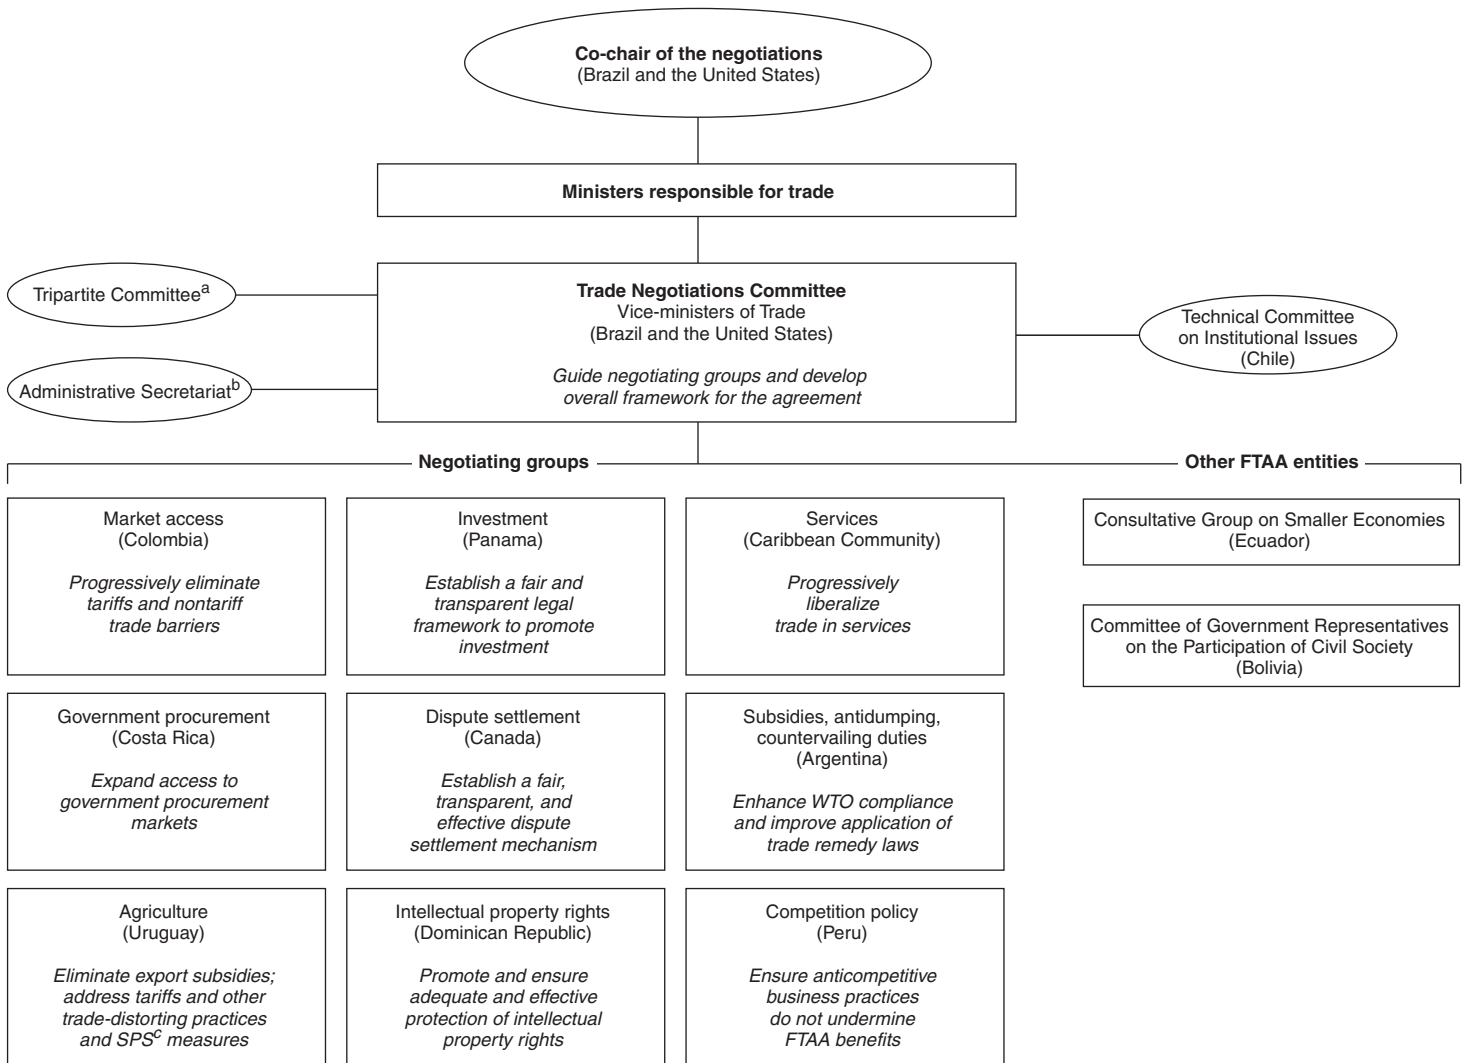 Co-chair of the negotiations
(Brazil and the United States)
Ministers responsible for trade
Tripartite Committeea
Administrative Secretariatb
Trade Negotiations Committee
Vice-ministers of Trade
(Brazil and the United States)
Guide negotiating groups and develop
overall framework for the agreement
Technical Committee
on Institutional Issues
(Chile)
Negotiating groups
Other FTAA entities
Market access
(Colombia)
Progressively eliminate
tariffs and nontariff
trade barriers
Investment
(Panama)
Establish a fair and
transparent legal
framework to promote
investment
Services
(Caribbean Community)
Progressively
liberalize
trade in services
Consultative Group on Smaller Economies
(Ecuador)
Committee of Government Representatives
on the Participation of Civil Society
(Bolivia)
Government procurement
(Costa Rica)
Expand access to
government procurement
markets
Dispute settlement
(Canada)
Establish a fair,
transparent, and
effective dispute
settlement mechanism
Subsidies, antidumping,
countervailing duties
(Argentina)
Enhance WTO compliance
and improve application of
trade remedy laws
Agriculture
(Uruguay)
Eliminate export subsidies;
address tariffs and other
trade-distorting practices
and SPSc measures
Intellectual property rights
(Dominican Republic)
Promote and ensure
adequate and effective
protection of intellectual
property rights
Competition policy
(Peru)
Ensure anticompetitive
business practices
do not undermine
FTAA benefits